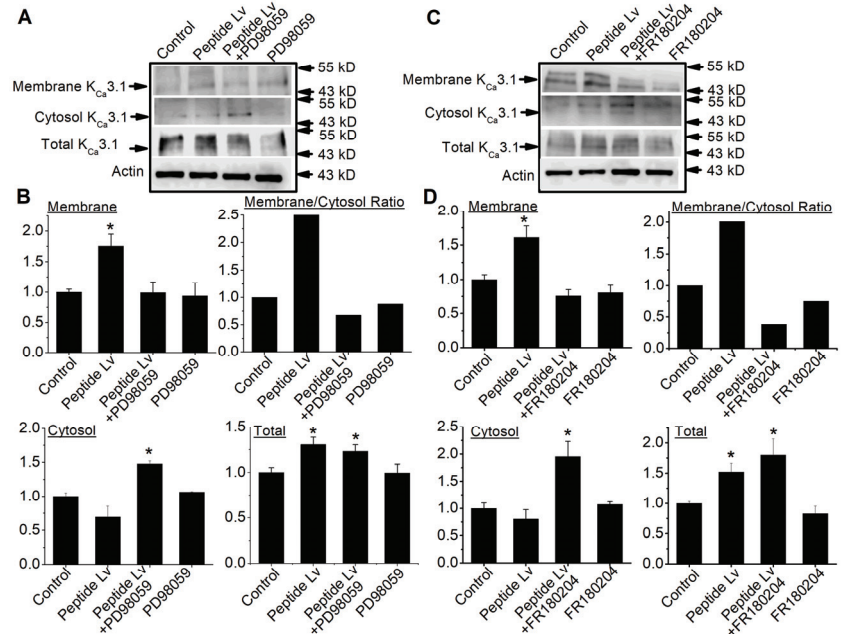 A
Control
Peptide Lv
Peptide Lv
+PD98059
PD98059
Membrane KCa3.1
Cytosol KCa3.1
Total KCa3.1
Actin
55 kD
43 kD
55 kD
43 kD
55 kD
43 kD
C
Control
Peptide Lv
Peptide Lv
+FR180204
FR180204
Membrane KCa3.1
Cytosol KCa3.1
Total KCa3.1
Actin
55 kD
43 kD
55 kD
43 kD
55 kD
43 kD
B
Membrane
2.0
1.5
1.0
0.5
0.0
*
Control
Peptide Lv
Peptide Lv
+PD98059
PD98059
Membrane/Cytosol Ratio
2.5
2.0
1.5
1.0
0.5
0.0
Control
Peptide Lv
Peptide Lv
+PD98059
PD98059
Cytosol
2.0
1.5
1.0
0.5
0.0
*
Control
Peptide Lv
Peptide Lv
+PD98059
PD98059
Total
1.5
1.0
0.5
0.0
* *
Control
Peptide Lv
Peptide Lv
+PD98059
PD98059
D
Membrane
2.0
1.5
1.0
0.5
0.0
*
Control
Peptide Lv
Peptide Lv
+FR180204
FR180204
Membrane/Cytosol Ratio
2.0
1.5
1.0
0.5
0.0
Control
Peptide Lv
Peptide Lv
+FR180204
FR180204
Cytosol
2.0
1.5
1.0
0.5
0.0
*
Control
Peptide Lv
Peptide Lv
+FR180204
FR180204
Total
2.0
1.5
1.0
0.5
0.0
* *
Control
Peptide Lv
Peptide Lv
+FR180204
FR180204